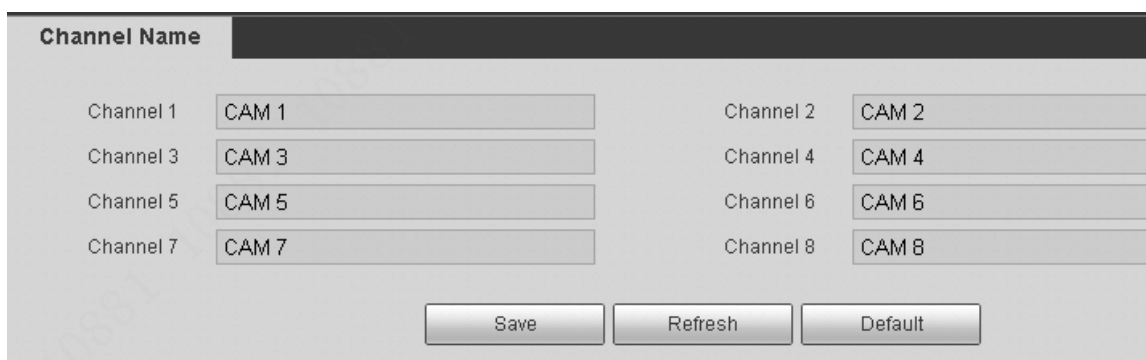 Channel Name
Channel 1 CAM 1 Channel 2 CAM 2
Channel 3 CAM 3 Channel 4 CAM 4
Channel 5 CAM 5 Channel 6 CAM 6
Channel 7 CAM 7 Channel 8 CAM 8
Save Refresh Default